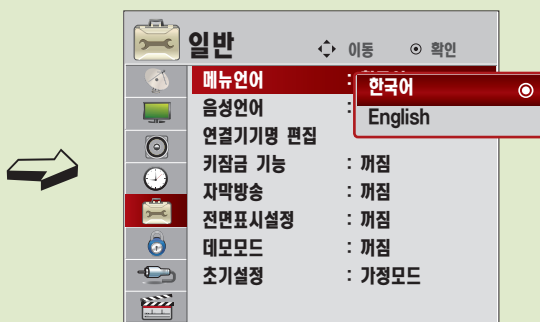 일반 이동 확인
메뉴언어 :
한국어
음성언어 :
English
연결기기명 편집
키잠금 기능 : 꺼짐
자막방송 : 꺼짐
전면표시설정 : 꺼짐
데모모드 : 꺼짐
초기설정 : 가정모드